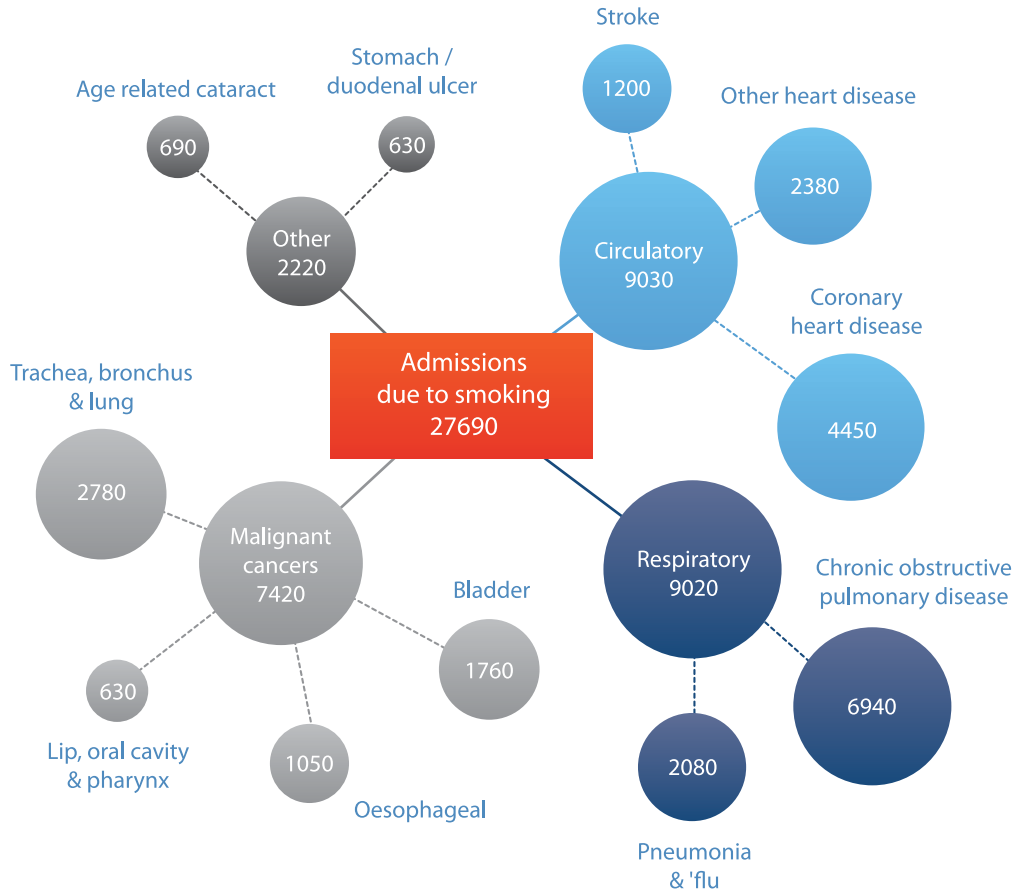 Stroke
1200
Other heart disease
2380
Stomach /
duodenal ulcer
630
Age related cataract
690
Other
2220
Circulatory
9030
Coronary
heart disease
4450
Admissions
due to smoking
27690
Trachea, bronchus
& lung
2780
Malignant
cancers
7420
Bladder
1760
630
Lip, oral cavity
& pharynx
1050
Oesophageal
Respiratory
9020
Chronic obstructive
pulmonary disease
6940
2080
Pneumonia
& 'flu